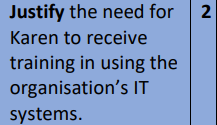 Justify the need for 2
Karen to receive
training in using the
organisation's IT
systems.